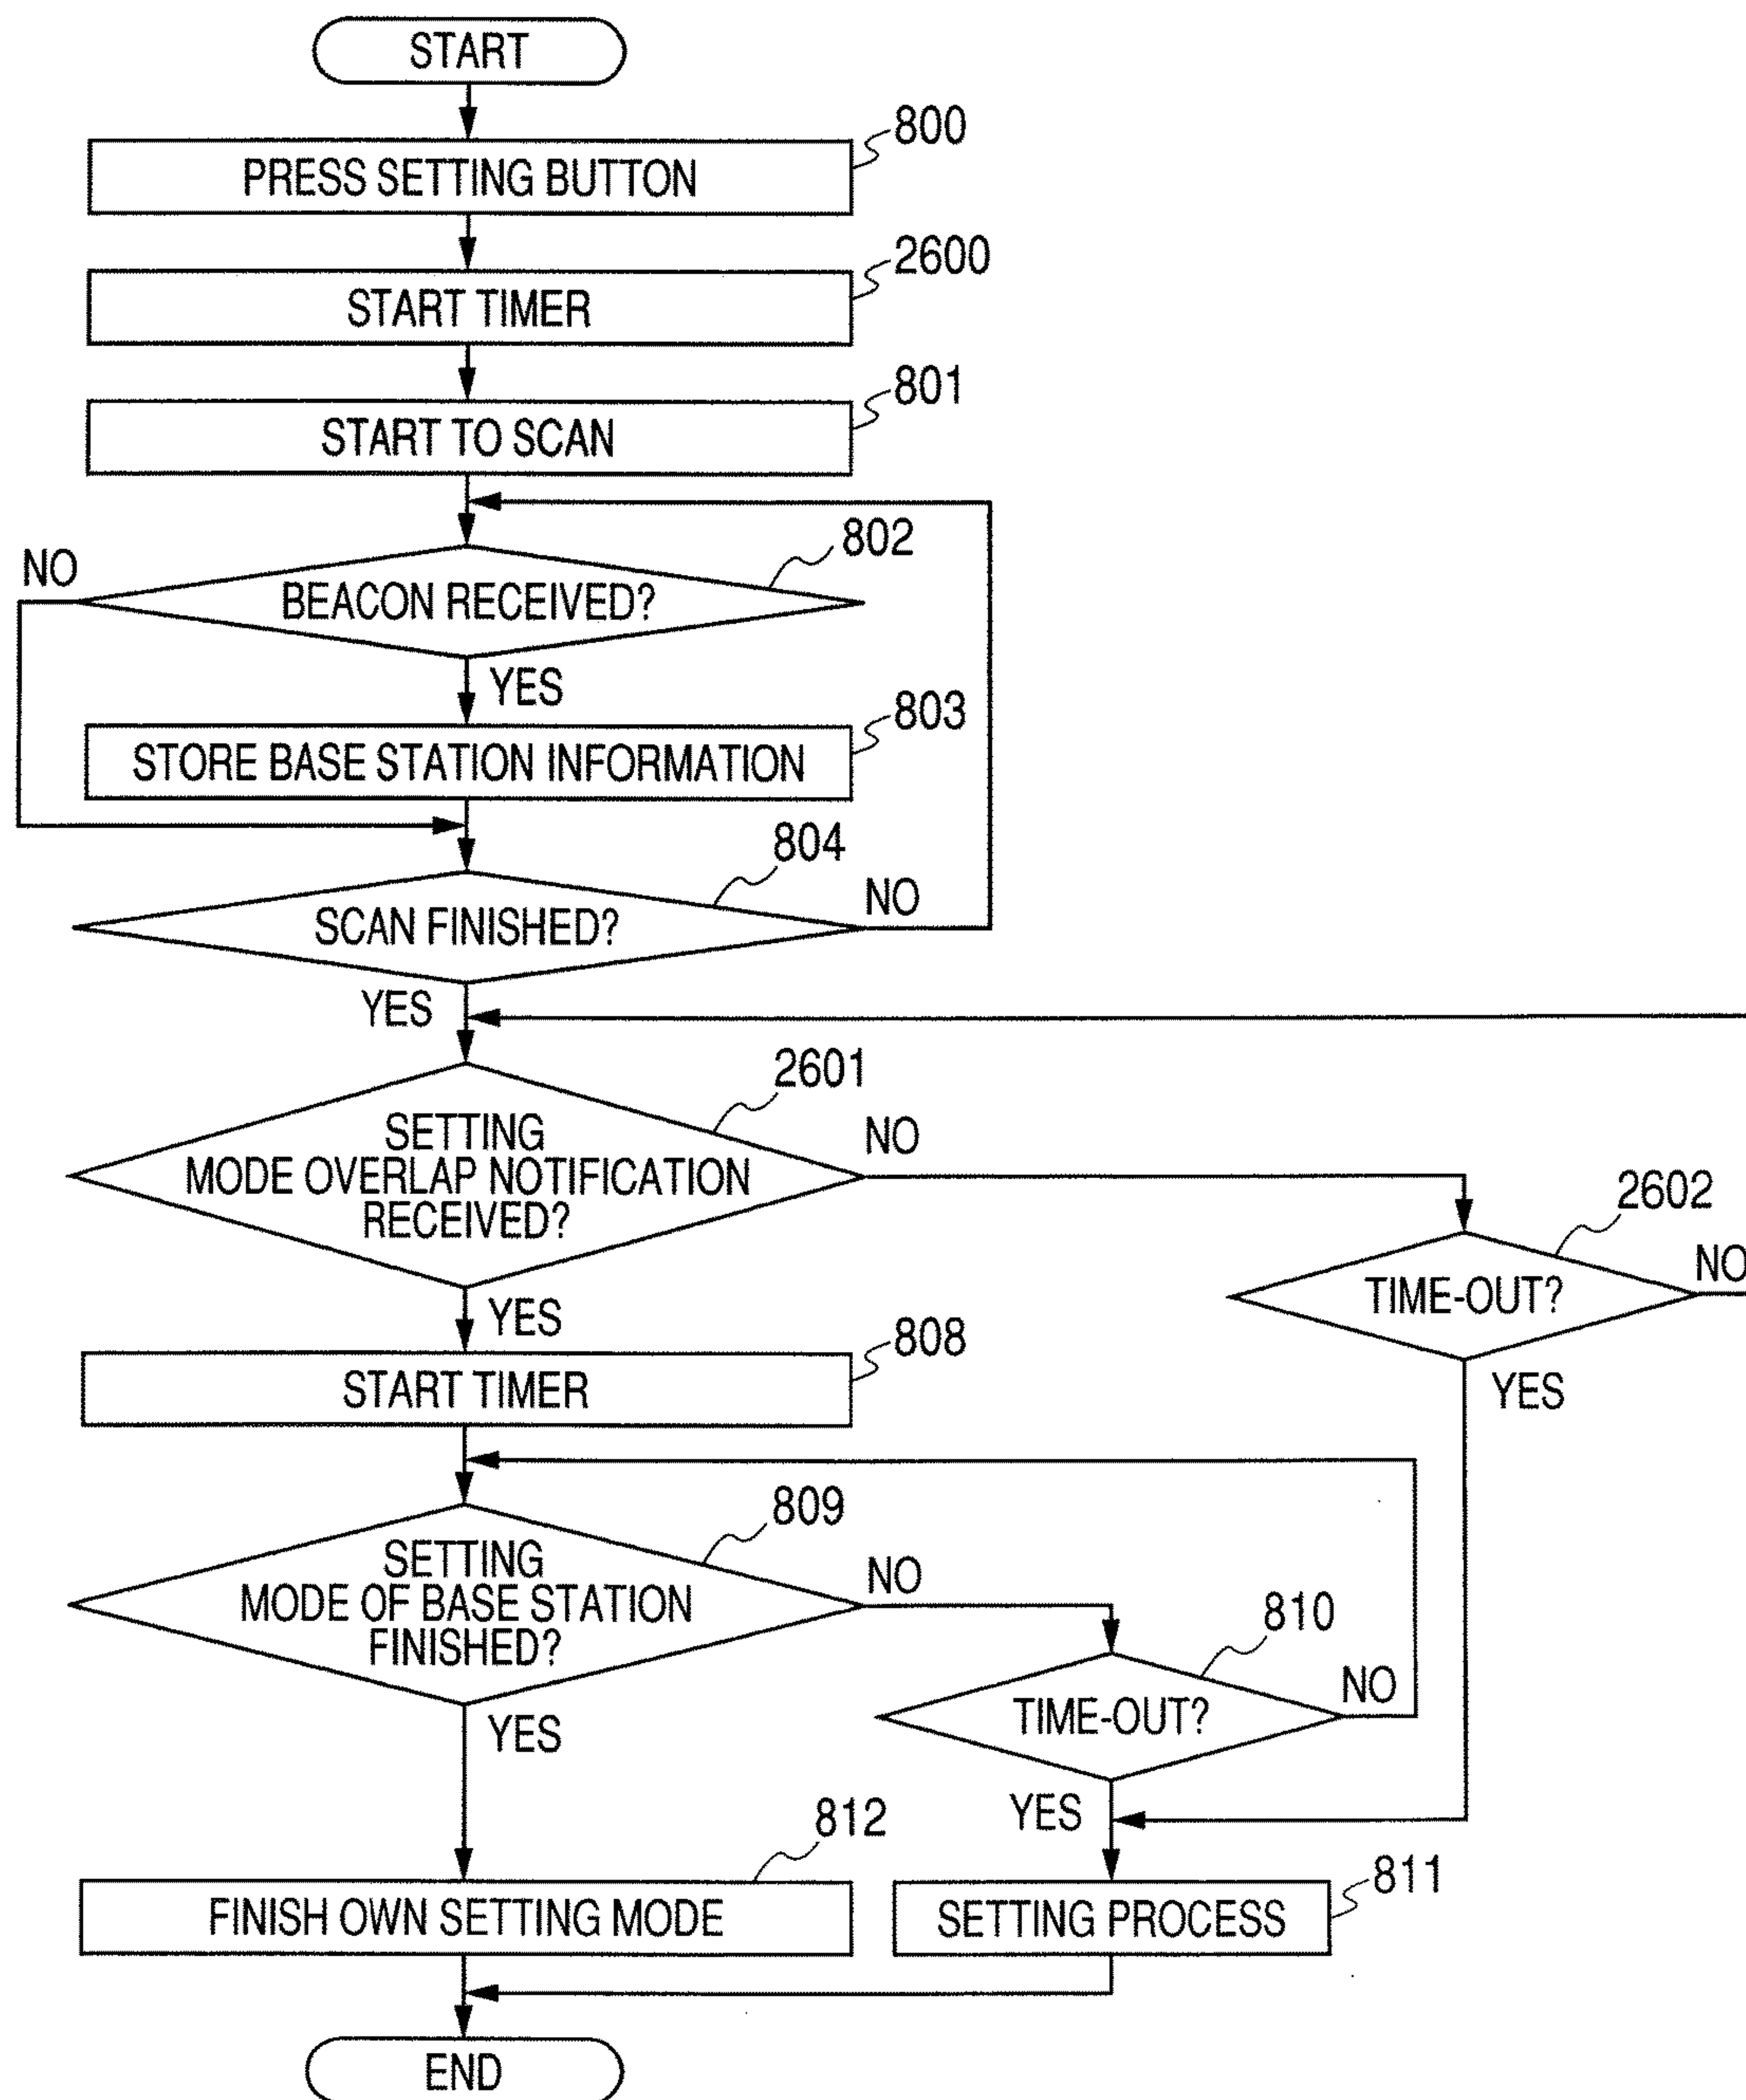 START
800
PRESS SETTING BUTTON
2600
START TIMER
801
START TO SCAN
802
NO
BEACON RECEIVED?
YES
803
STORE BASE STATION INFORMATION
804
NO
SCAN FINISHED?
YES
2601
NO
SETTING
MODE OVERLAP NOTIFICATION
RECEIVED?
2602
NO
TIME-OUT?
YES
YES
808
START TIMER
809
SETTING
MODE OF BASE STATION
FINISHED?
NO
810
NO
TIME-OUT?
YES
YES
812
FINISH OWN SETTING MODE
811
SETTING PROCESS
END